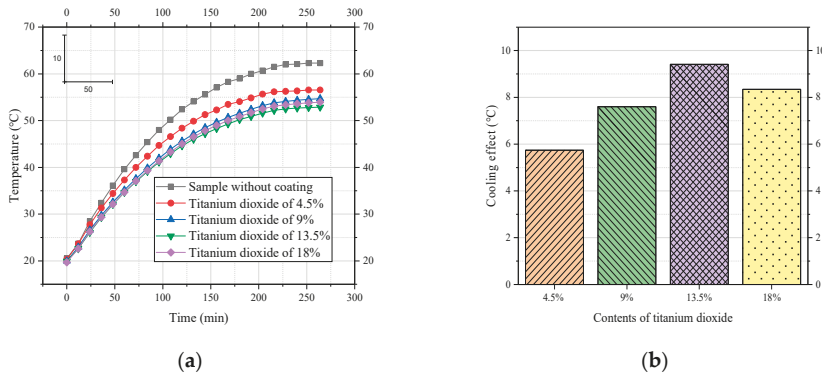 0 50 100 150 200 250 300
70 70
60 60
50 50
40 40
30 30
20 20
10
50
Sample without coating
Titanium dioxide of 4.5%
Titanium dioxide of 9%
Titanium dioxide of 13.5%
Titanium dioxide of 18%
Temperature (℃)
0 50 100 150 200 250 300
Time (min)
(a)
10 10
8 8
6 6
4 4
2 2
0 0
Cooling effect (℃)
4.5% 9% 13.5% 18%
Contents of titanium dioxide
(b)